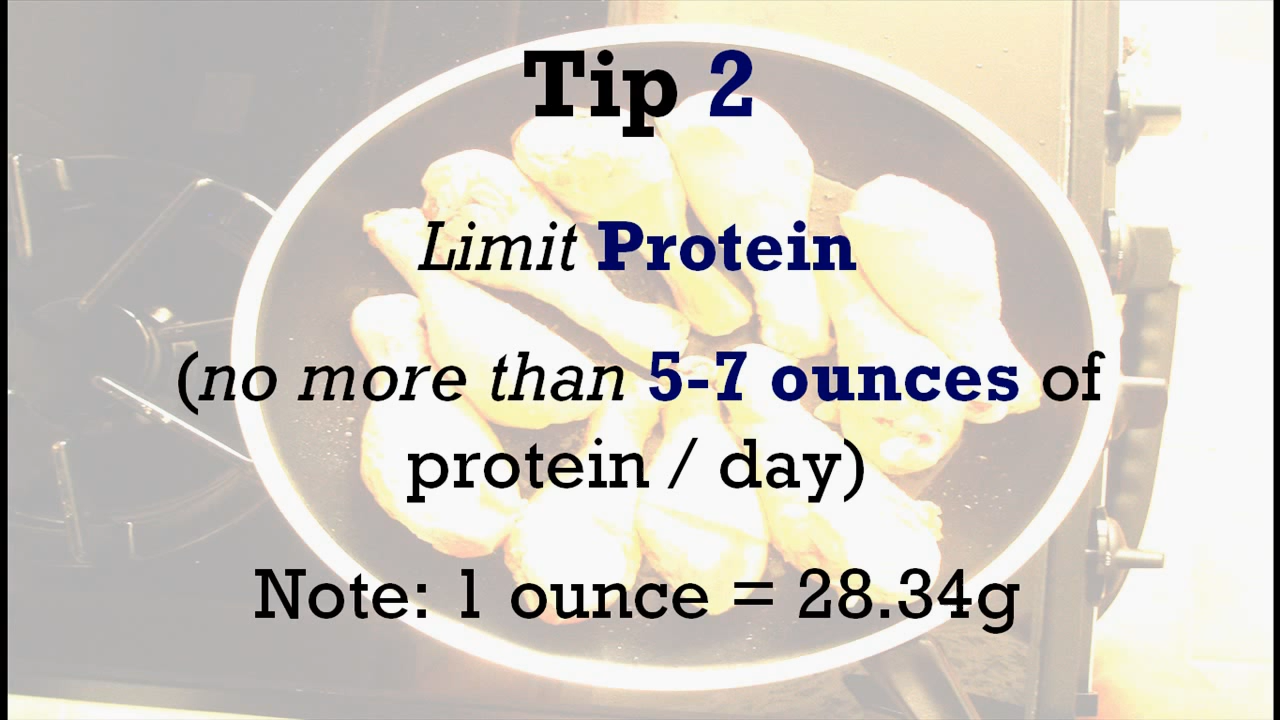 Tip 2
Limit Protein
(no more than 5-7 ounces of
protein / day)
Note: 1 ounce = 28.34g